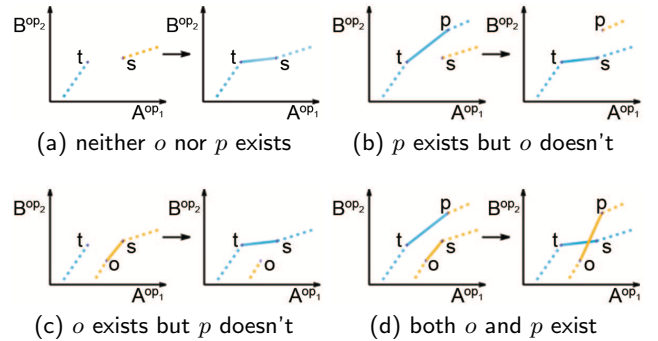 B^op2 t s A^op1 B^op2 t s A^op1
(a) neither o nor p exists
B^op2 t p s A^op1 B^op2 t p s A^op1
(b) p exists but o doesn't
B^op2 t s o A^op1 B^op2 t s o A^op1
(c) o exists but p doesn't
B^op2 t p s o A^op1 B^op2 t p s o A^op1
(d) both o and p exist